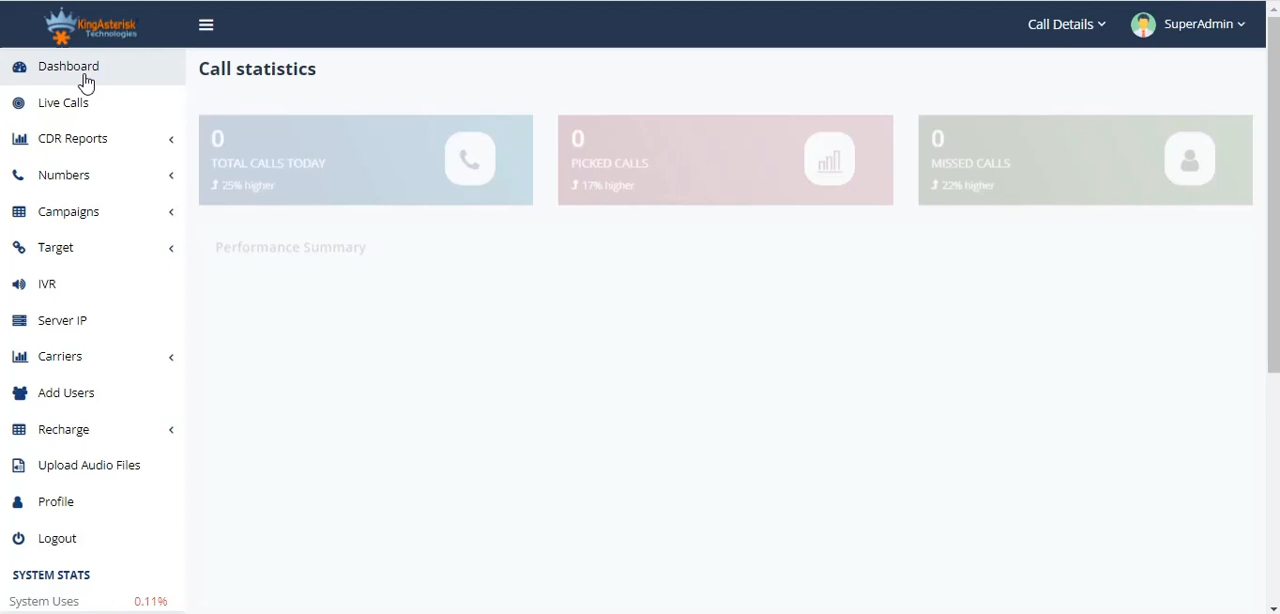 KingAsterisk
Technologies
Call Details
SuperAdmin
Dashboard
Live Calls
CDR Reports
Numbers
Campaigns
Target
IVR
Server IP
Carriers
Add Users
Recharge
Upload Audio Files
Profile
Logout
SYSTEM STATS
System Uses 0.11%
Call statistics
0
TOTAL CALLS TODAY
25% higher
0
PICKED CALLS
17% higher
0
MISSED CALLS
22% higher
Performance Summary